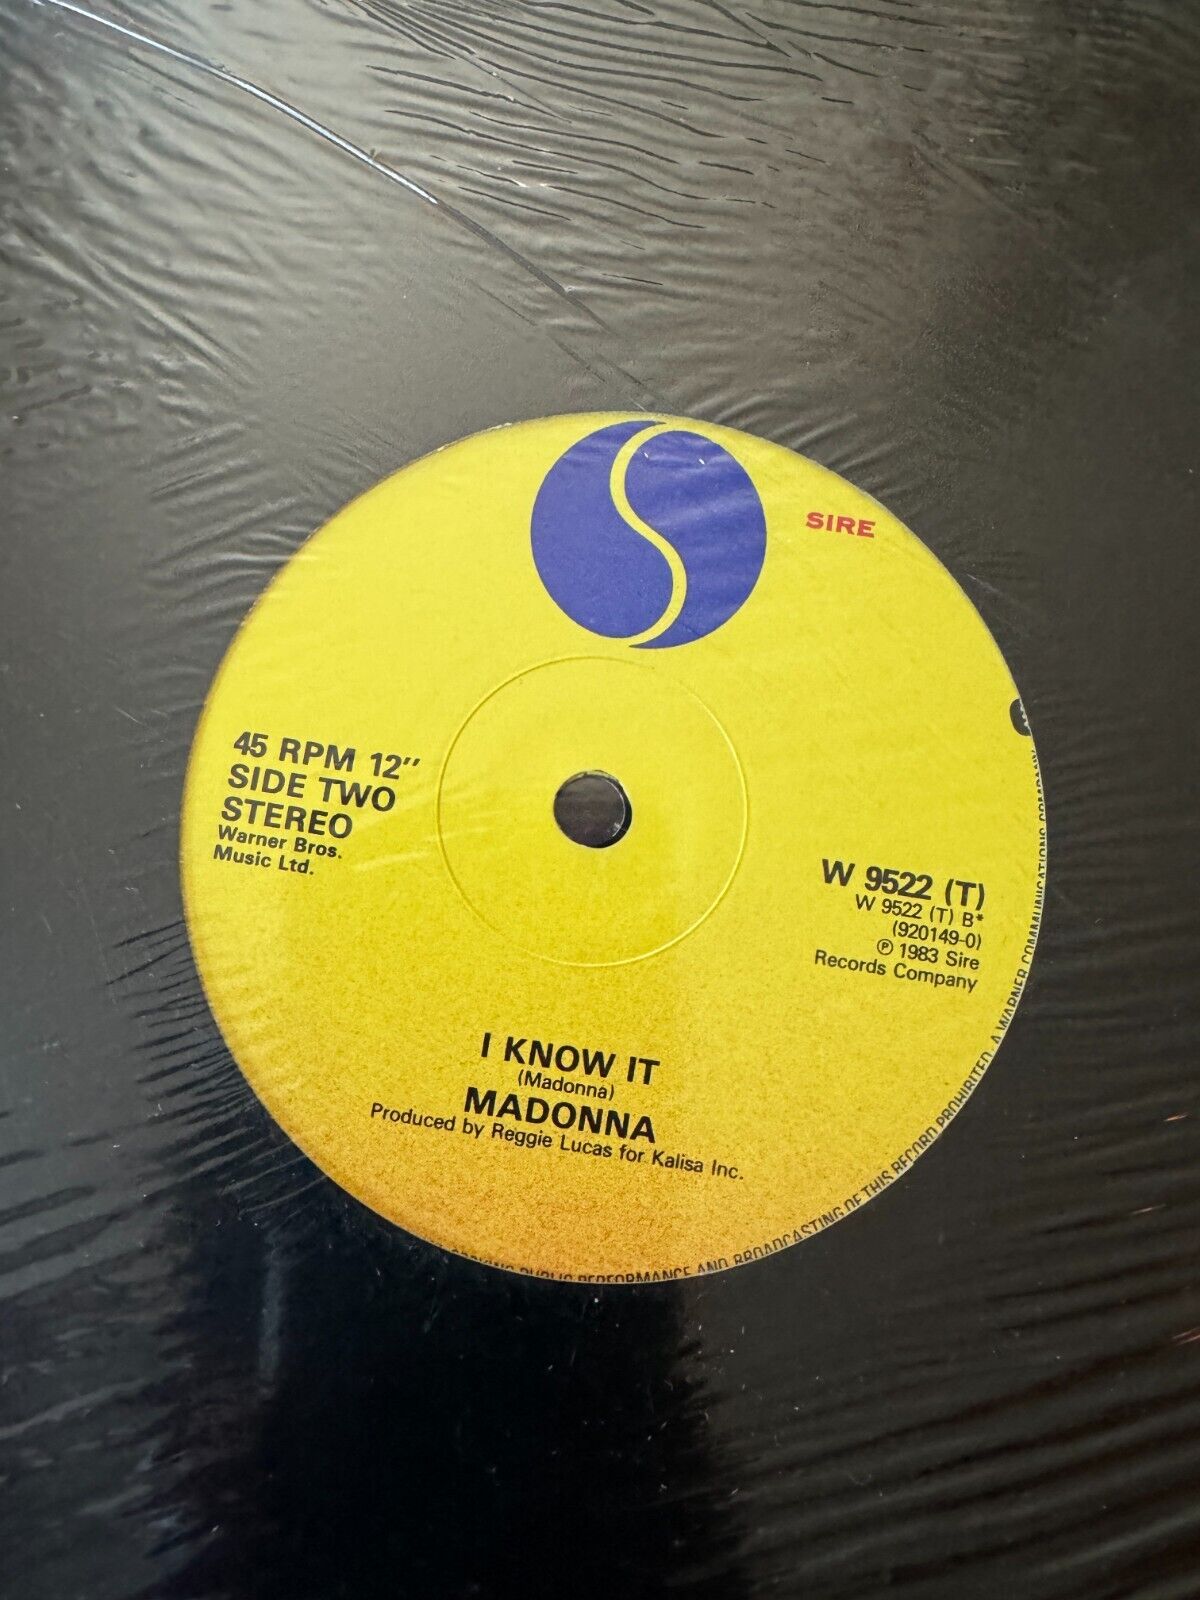 SIRE
45 RPM 12″
SIDE TWO
STEREO
Warner Bros.
Music Ltd.
W 9522 (T)
W 9522 (T) B*
(920149-0)
℗ 1983 Sire
Records Company
I KNOW IT
(Madonna)
MADONNA
Produced by Reggie Lucas for Kalisa Inc.
PUBLIC PERFORMANCE AND BROADCASTING OF THIS RECORD PROHIBITED. A WARNER COMMUNICATIONS COMPANY